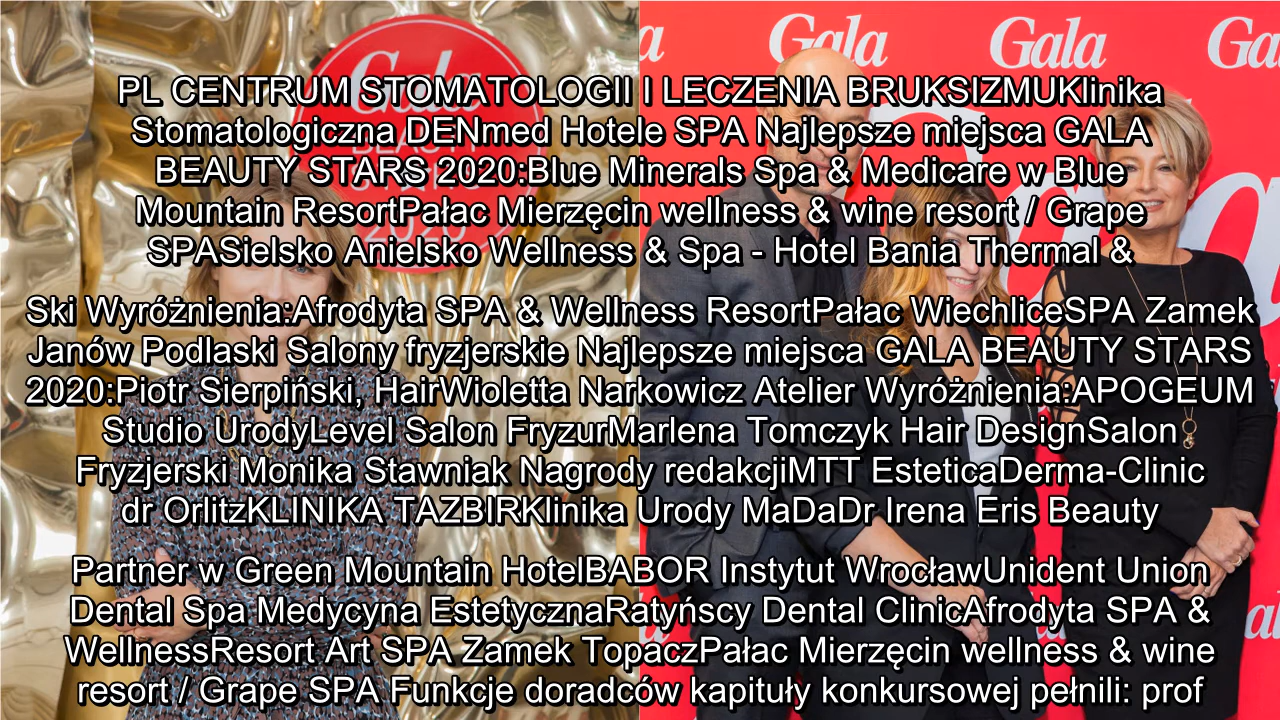 Gala
BEAUTY
STARS
2020
Gala
Gala
Ga
PL CENTRUM STOMATOLOGII I LECZENIA BRUKSIZMUKlinika
Stomatologiczna DENmed Hotele SPA Najlepsze miejsca GALA
BEAUTY STARS 2020:Blue Minerals Spa & Medicare w Blue
Mountain ResortPałac Mierzęcin wellness & wine resort / Grape
SPASielsko Anielsko Wellness & Spa - Hotel Bania Thermal &
Ski Wyróżnienia:Afrodyta SPA & Wellness ResortPałac WiechliceSPA Zamek
Janów Podlaski Salony fryzjerskie Najlepsze miejsca GALA BEAUTY STARS
2020:Piotr Sierpiński, HairWioletta Narkowicz Atelier Wyróżnienia:APOGEUM
Studio UrodyLevel Salon FryzurMarlena Tomczyk Hair DesignSalon
Fryzjerski Monika Stawniak Nagrody redakcjiMTT EsteticaDerma-Clinic
dr OrlitzKLINIKA TAZBIRKlinika Urody MaDaDr Irena Eris Beauty
Partner w Green Mountain HotelBABOR Instytut WrocławUnident Union
Dental Spa Medycyna EstetycznaRatyńscy Dental ClinicAfrodyta SPA &
WellnessResort Art SPA Zamek TopaczPałac Mierzęcin wellness & wine
resort / Grape SPA Funkcje doradców kapituły konkursowej pełnili: prof